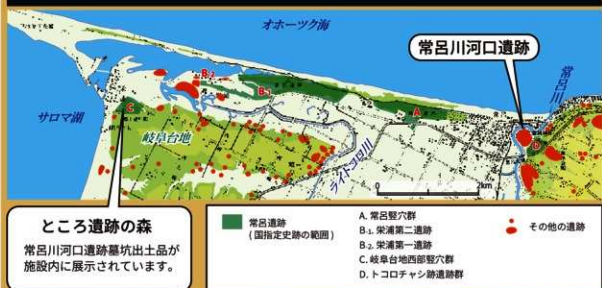 オホーツク海
常呂川河口遺跡
常呂川
B-2
B-1
C
A
D
サロマ湖
岐阜台地
ライトコロ川
0
2km
ところ遺跡の森
常呂川河口遺跡墓坑出土品が
施設内に展示されています。
常呂遺跡
(国指定史跡の範囲)
A. 常呂竪穴群
B-1. 栄浦第二遺跡
B-2. 栄浦第一遺跡
C. 岐阜台地西部竪穴群
D. トコロチャシ跡遺跡群
その他の遺跡